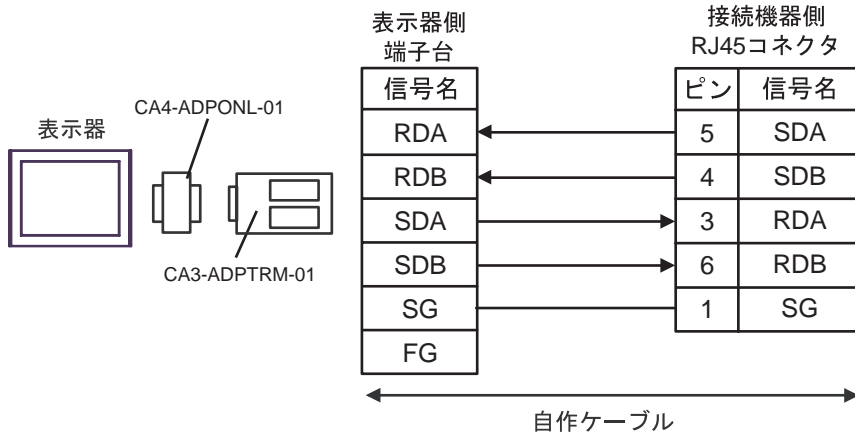 表示器側
端子台
接続機器側
RJ45コネクタ
信号名
ピン 信号名
CA4-ADPONL-01
表示器
CA3-ADPTRM-01
RDA 5 SDA
RDB 4 SDB
SDA 3 RDA
SDB 6 RDB
SG 1 SG
FG
自作ケーブル